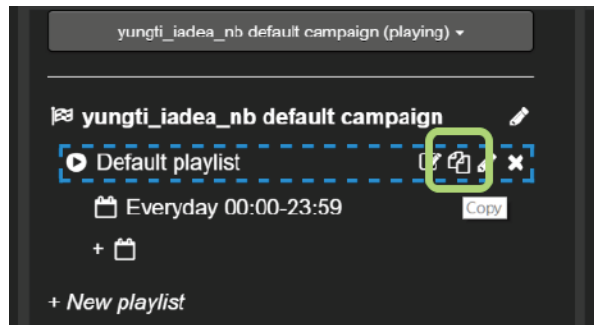 yungti_iadea_nb default campaign (playing)
yungti_iadea_nb default campaign
Default playlist
Everyday 00:00-23:59
Copy
+
+ New playlist